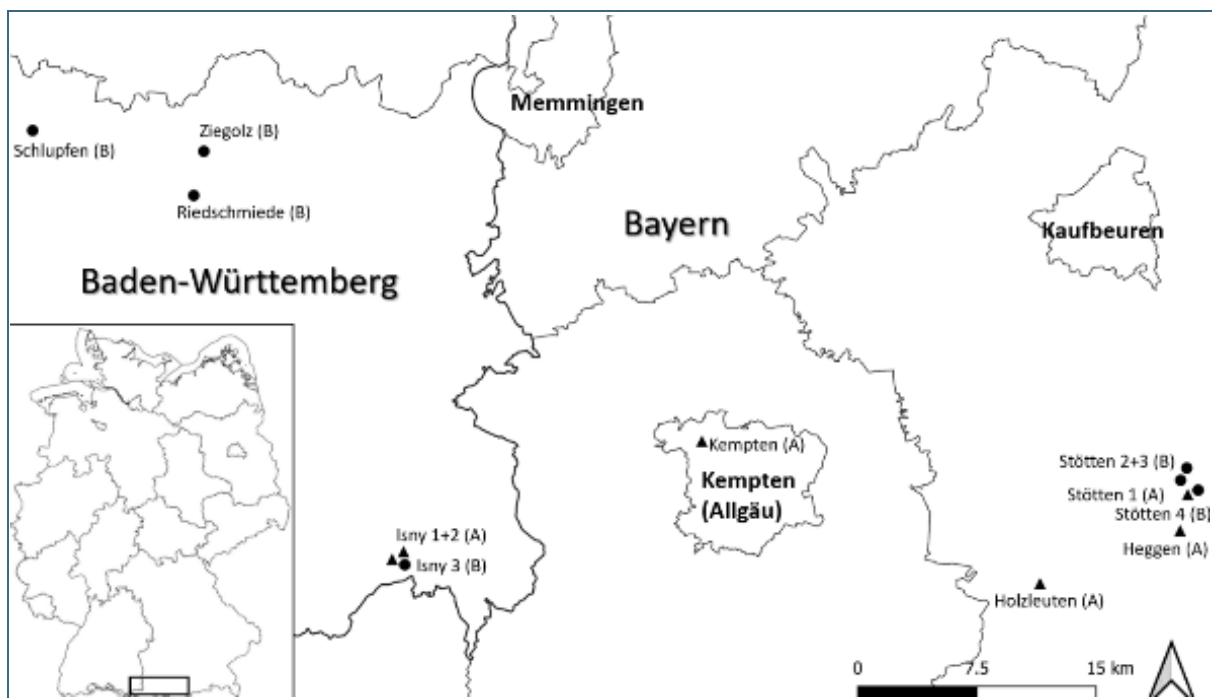 Memmingen
Ziegolz (B)
Schlupfen (B)
Riedschmiede (B)
Bayern
Kaufbeuren
Baden-Württemberg
Kempten (A)
Kempten
(Allgäu)
Stötten 2+3 (B)
Stötten 1 (A)
Stötten 4 (B)
Heggen (A)
Isny 1+2 (A)
Isny 3 (B)
Holzleuten (A)
0 7.5 15 km